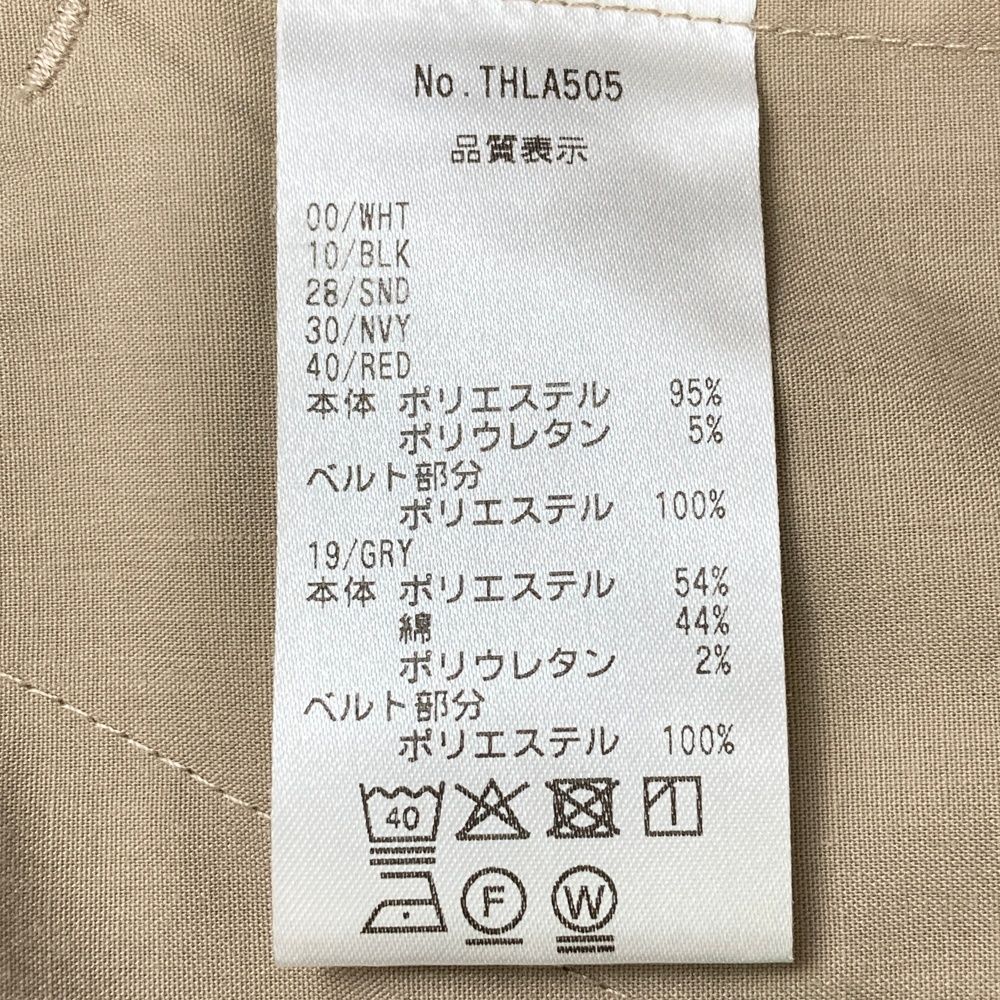 No.THLA505
品質表示
00/WHT
10/BLK
28/SND
30/NVY
40/RED
本体 ポリエステル 95%
ポリウレタン 5%
ベルト部分
ポリエステル 100%
19/GRY
本体 ポリエステル 54%
綿 44%
ポリウレタン 2%
ベルト部分
ポリエステル 100%
40
F W